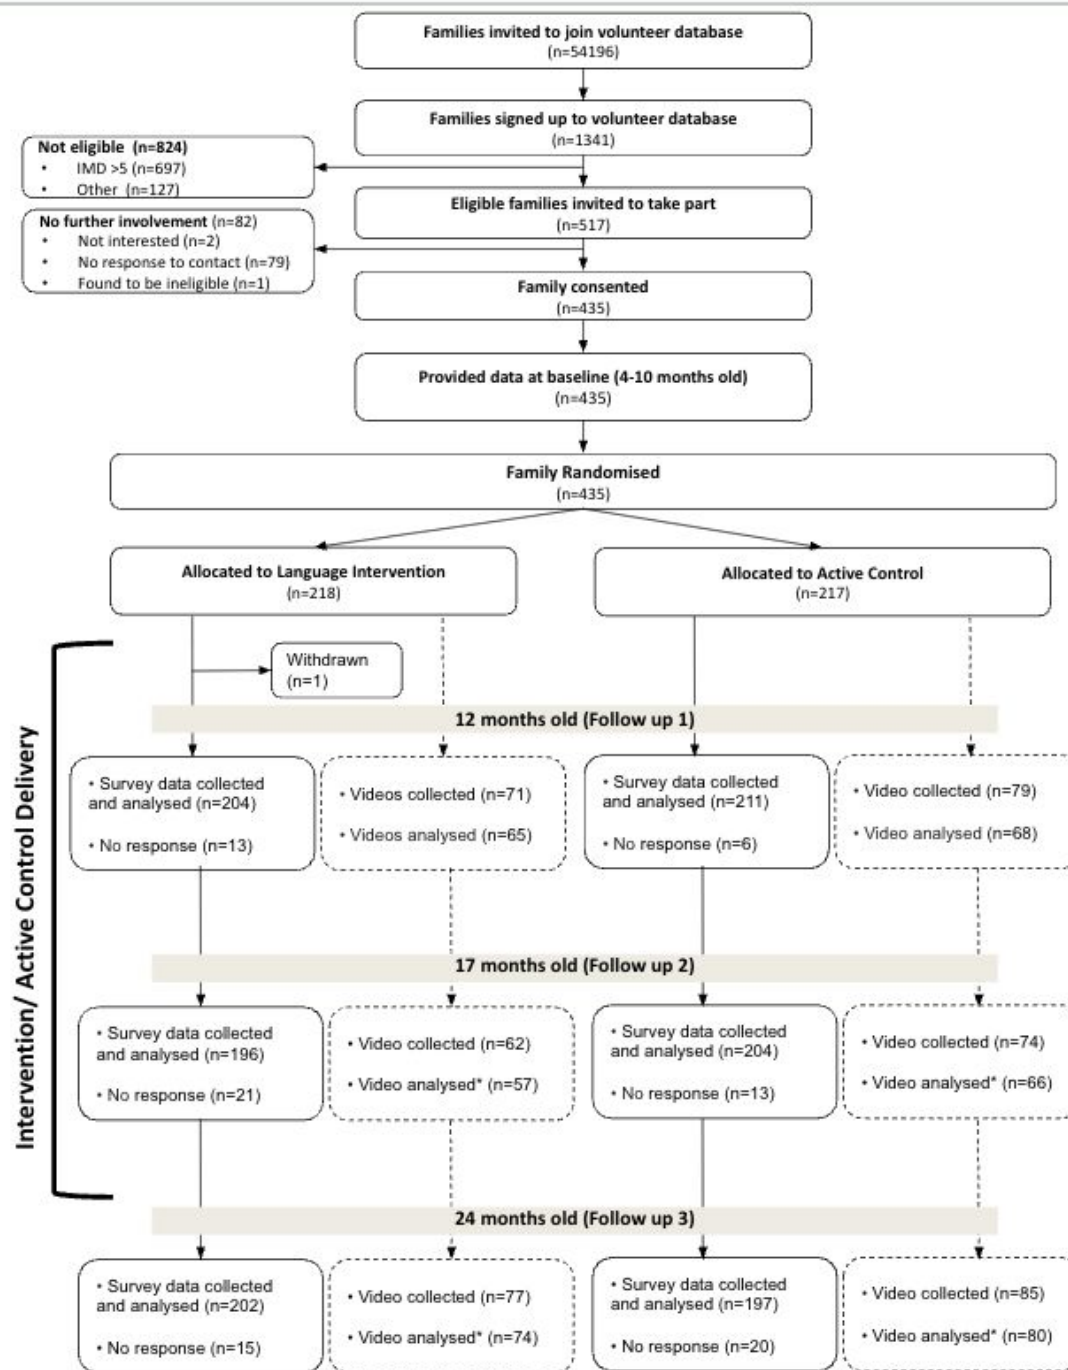 Families invited to join volunteer database
(n=54196)
Families signed up to volunteer database
(n=1341)
Not eligible (n=824)
• IMD >5 (n=697)
• Other (n=127)
Eligible families invited to take part
(n=517)
No further involvement (n=82)
• Not interested (n=2)
• No response to contact (n=79)
• Found to be ineligible (n=1)
Family consented
(n=435)
Provided data at baseline (4-10 months old)
(n=435)
Family Randomised
(n=435)
Allocated to Language Intervention
(n=218)
Allocated to Active Control
(n=217)
Intervention/ Active Control Delivery
Withdrawn
(n=1)
12 months old (Follow up 1)
• Survey data collected
and analysed (n=204)
• No response (n=13)
• Videos collected (n=71)
• Videos analysed (n=65)
• Survey data collected
and analysed (n=211)
• No response (n=6)
• Video collected (n=79)
• Video analysed (n=68)
17 months old (Follow up 2)
• Survey data collected
and analysed (n=196)
• No response (n=21)
• Video collected (n=62)
• Video analysed* (n=57)
• Survey data collected
and analysed (n=204)
• No response (n=13)
• Video collected (n=74)
• Video analysed* (n=66)
24 months old (Follow up 3)
• Survey data collected
and analysed (n=202)
• No response (n=15)
• Video collected (n=77)
• Video analysed* (n=74)
• Survey data collected
and analysed (n=197)
• No response (n=20)
• Video collected (n=85)
• Video analysed* (n=80)